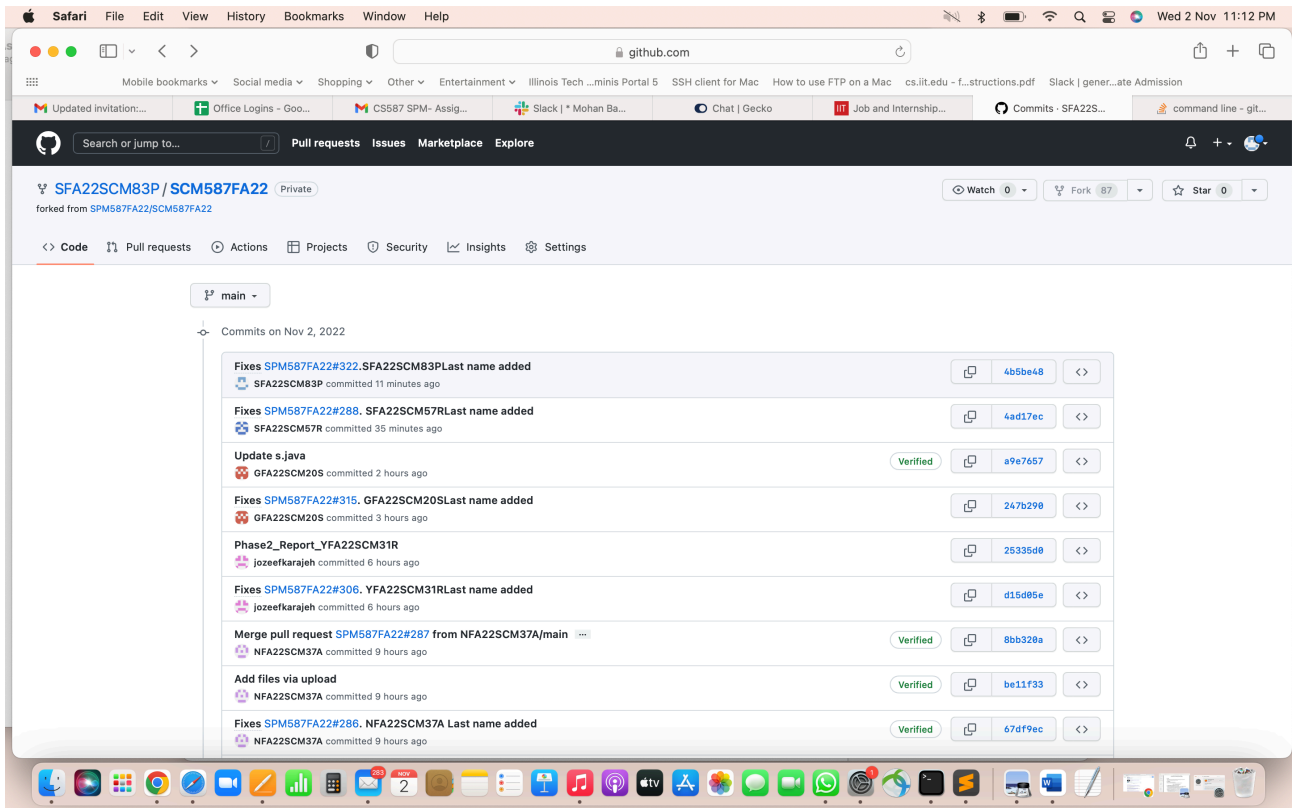 Safari File Edit View History Bookmarks Window Help Wed 2 Nov 11:12 PM
github.com
Mobile bookmarks Social media Shopping Other Entertainment Illinois Tech ...minis Portal 5 SSH client for Mac How to use FTP on a Mac cs.iit.edu - f...structions.pdf Slack | gener...ate Admission
Updated invitation:... Office Logins - Goo... CS587 SPM- Assig... Slack | * Mohan Ba... Chat | Gecko IIT Job and Internship... Commits · SFA22S... command line - git...
Search or jump to... / Pull requests Issues Marketplace Explore
SFA22SCM83P / SCM587FA22 Private Watch 0 Fork 87 Star 0
forked from SPM587FA22/SCM587FA22
Code Pull requests Actions Projects Security Insights Settings
main
Commits on Nov 2, 2022
Fixes SPM587FA22#322.SFA22SCM83PLast name added
SFA22SCM83P committed 11 minutes ago
4b5be48
Fixes SPM587FA22#288. SFA22SCM57RLast name added
SFA22SCM57R committed 35 minutes ago
4ad17ec
Update s.java
GFA22SCM20S committed 2 hours ago
Verified a9e7657
Fixes SPM587FA22#315. GFA22SCM20SLast name added
GFA22SCM20S committed 3 hours ago
247b290
Phase2_Report_YFA22SCM31R
jozeefkarajeh committed 6 hours ago
25335d0
Fixes SPM587FA22#306. YFA22SCM31RLast name added
jozeefkarajeh committed 6 hours ago
d15d05e
Merge pull request SPM587FA22#287 from NFA22SCM37A/main ...
NFA22SCM37A committed 9 hours ago
Verified 8bb320a
Add files via upload
NFA22SCM37A committed 9 hours ago
Verified be11f33
Fixes SPM587FA22#286. NFA22SCM37A Last name added
NFA22SCM37A committed 9 hours ago
Verified 67df9ec
283 NOV 2 tv 1